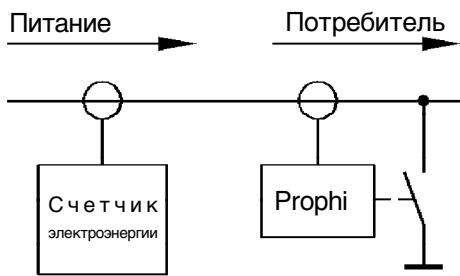 Питание
Потребитель
Счетчик
электроэнергии
Prophi